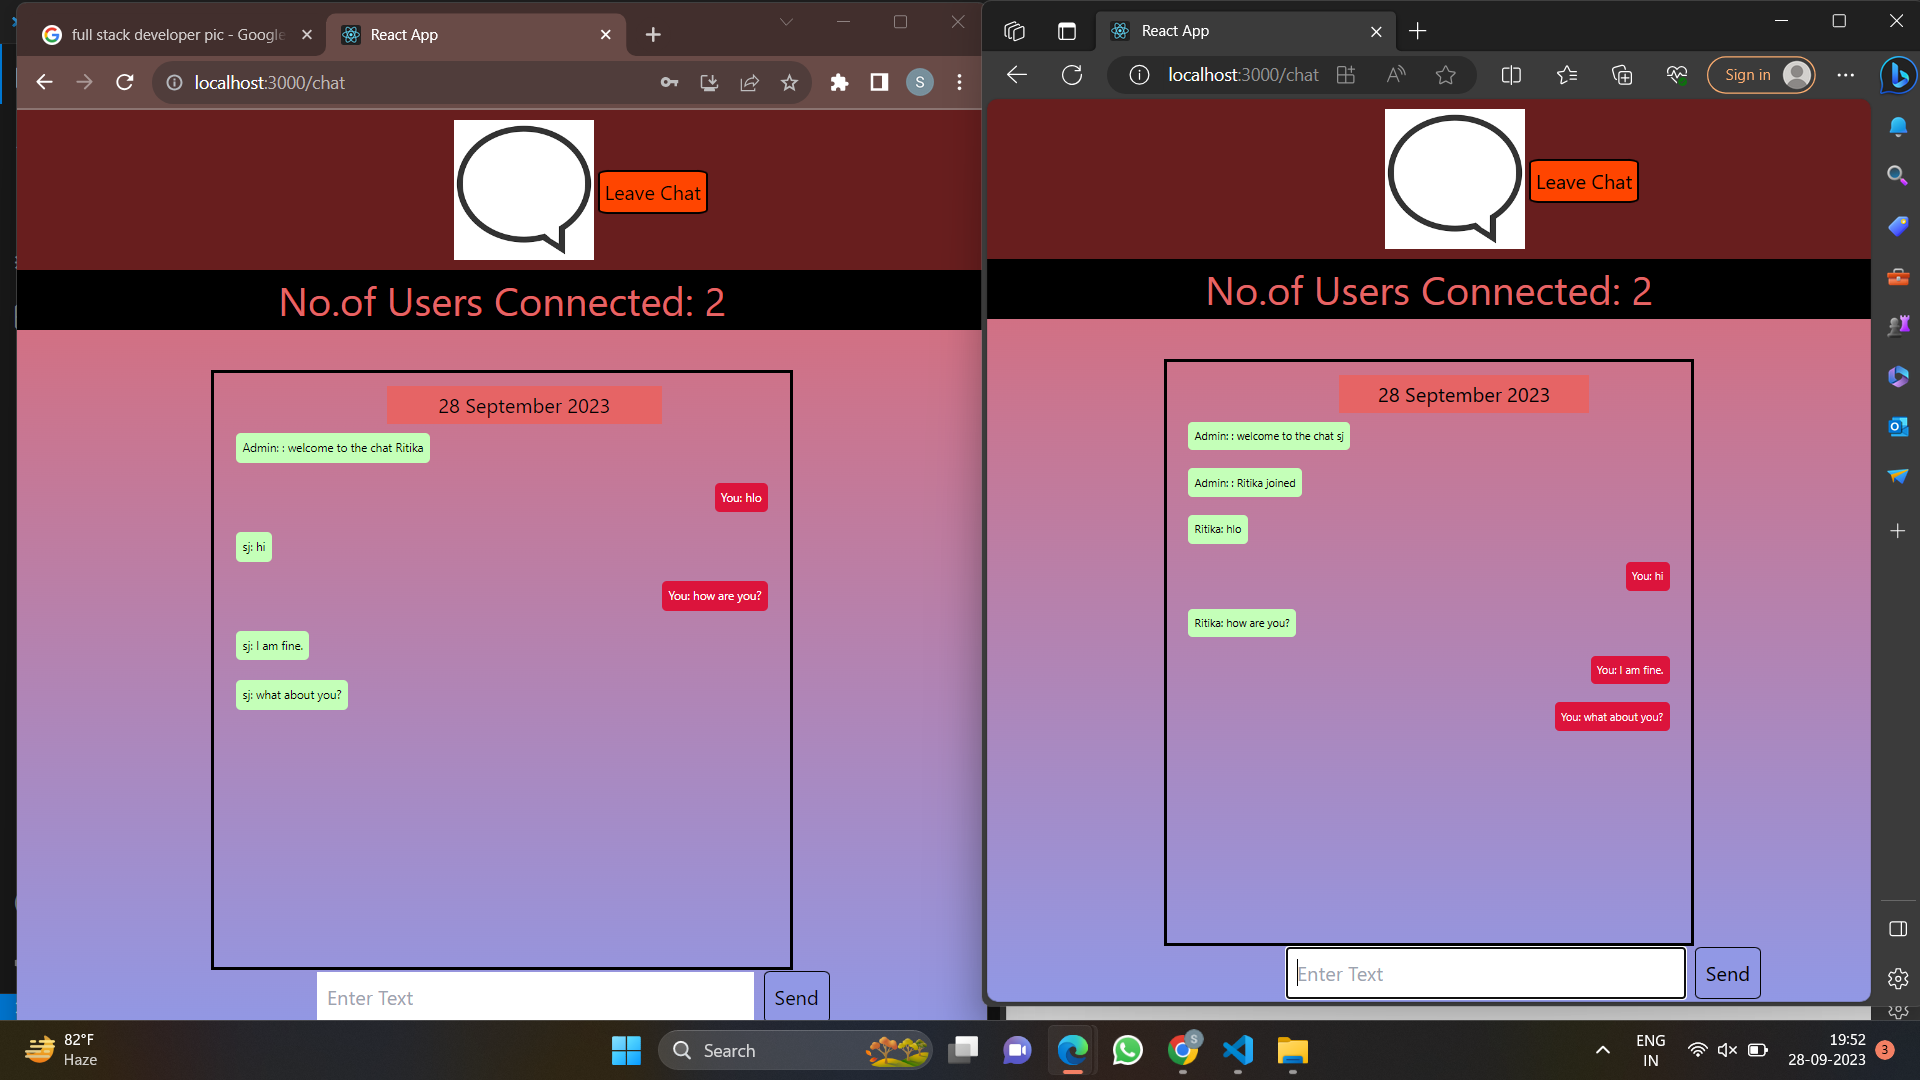 full stack developer pic - Google
React App
localhost:3000/chat
S
Leave Chat
No.of Users Connected: 2
28 September 2023
Admin: : welcome to the chat Ritika
You: hlo
sj: hi
You: how are you?
sj: I am fine.
sj: what about you?
Enter Text
Send
React App
localhost:3000/chat
Sign in
Leave Chat
No.of Users Connected: 2
28 September 2023
Admin: : welcome to the chat sj
Admin: : Ritika joined
Ritika: hlo
You: hi
Ritika: how are you?
You: I am fine.
You: what about you?
Enter Text
Send
82°F
Haze
Search
S
ENG
IN
19:52
28-09-2023
3